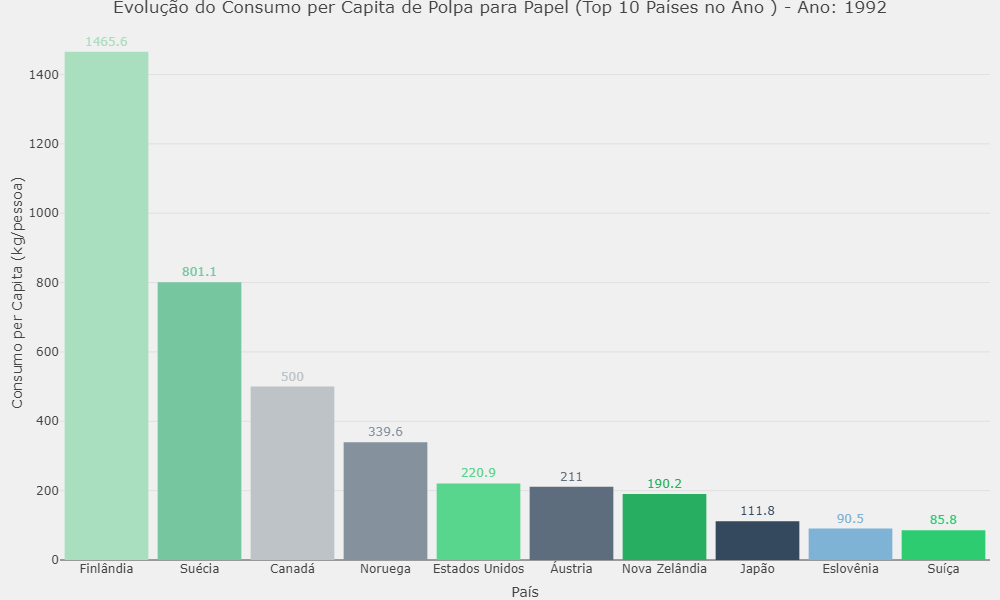 Evolução do Consumo per Capita de Polpa para Papel (Top 10 Países no Ano ) - Ano: 1992
1465.6
801.1
500
339.6
220.9
211
190.2
111.8
90.5
85.8
1400
1200
1000
800
600
400
200
0
Consumo per Capita (kg/pessoa)
Finlândia
Suécia
Canadá
Noruega
Estados Unidos
Áustria
Nova Zelândia
Japão
Eslovênia
Suíça
País